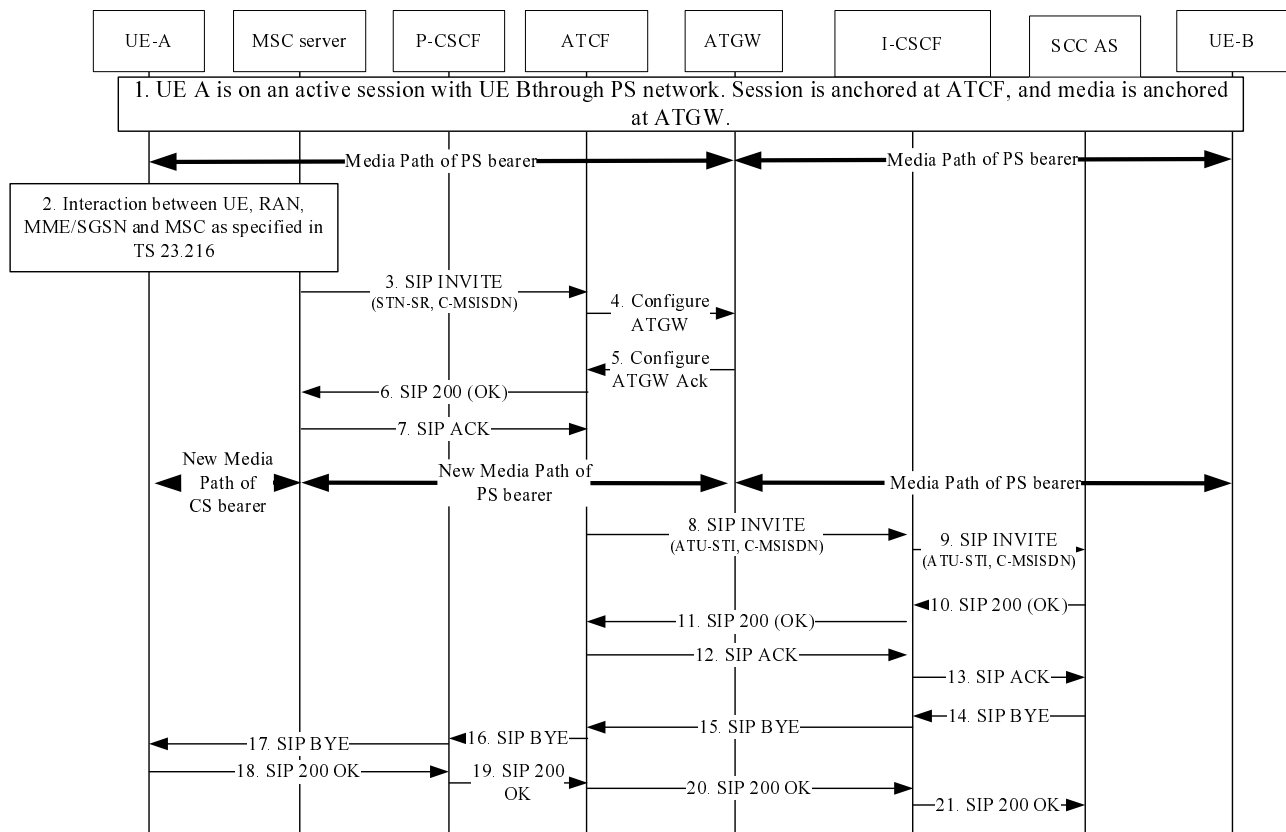 UE-A
MSC server
P-CSCF
ATCF
ATGW
I-CSCF
SCC AS
UE-B
1. UE A is on an active session with UE Bthrough PS network. Session is anchored at ATCF, and media is anchored
at ATGW.
Media Path of PS bearer
Media Path of PS bearer
2. Interaction between UE, RAN,
MME/SGSN and MSC as specified in
TS 23.216
3. SIP INVITE
(STN-SR, C-MSISDN)
4. Configure
ATGW
5. Configure
ATGW Ack
6. SIP 200 (OK)
7. SIP ACK
New Media
Path of
CS bearer
New Media Path of
PS bearer
Media Path of PS bearer
8. SIP INVITE
(ATU-STI, C-MSISDN)
9. SIP INVITE
(ATU-STI, C-MSISDN)
10. SIP 200 (OK)
11. SIP 200 (OK)
12. SIP ACK
13. SIP ACK
14. SIP BYE
15. SIP BYE
16. SIP BYE
17. SIP BYE
18. SIP 200 OK
19. SIP 200
OK
20. SIP 200 OK
21. SIP 200 OK